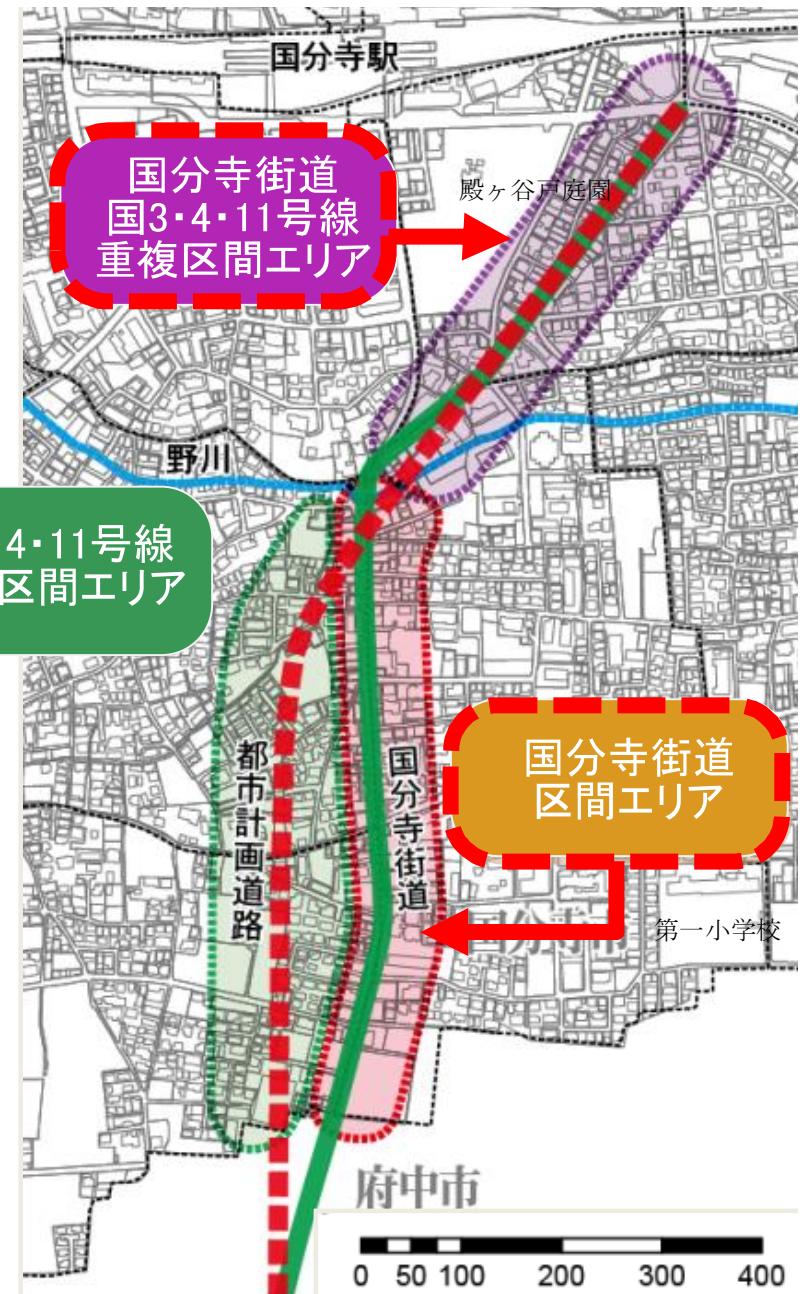 国分寺駅
国分寺街道
国3・4・11号線
重複区間エリア
殿ヶ谷戸庭園
野川
4・11号線
区間エリア
都市計画道路
国分寺街道
国分寺街道
区間エリア
国分寺市
第一小学校
府中市
0 50 100 200 300 400